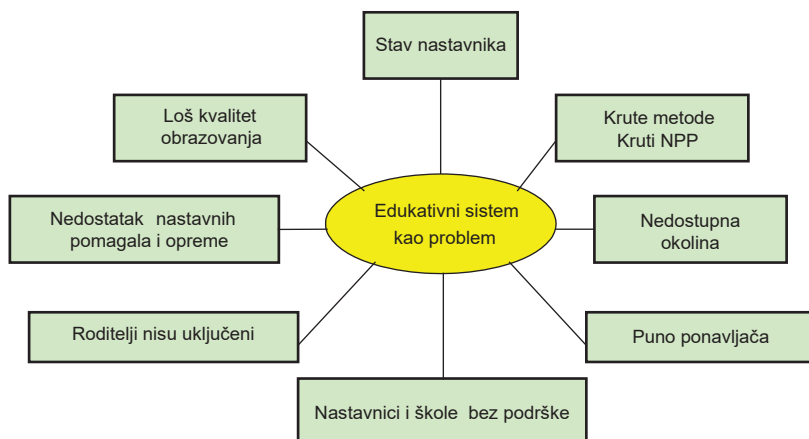 Stav nastavnika
Loš kvalitet
obrazovanja
Krute metode
Kruti NPP
Nedostatak nastavnih
pomagala i opreme
Edukativni sistem
kao problem
Nedostupna
okolina
Roditelji nisu uključeni
Puno ponavljača
Nastavnici i škole bez podrške